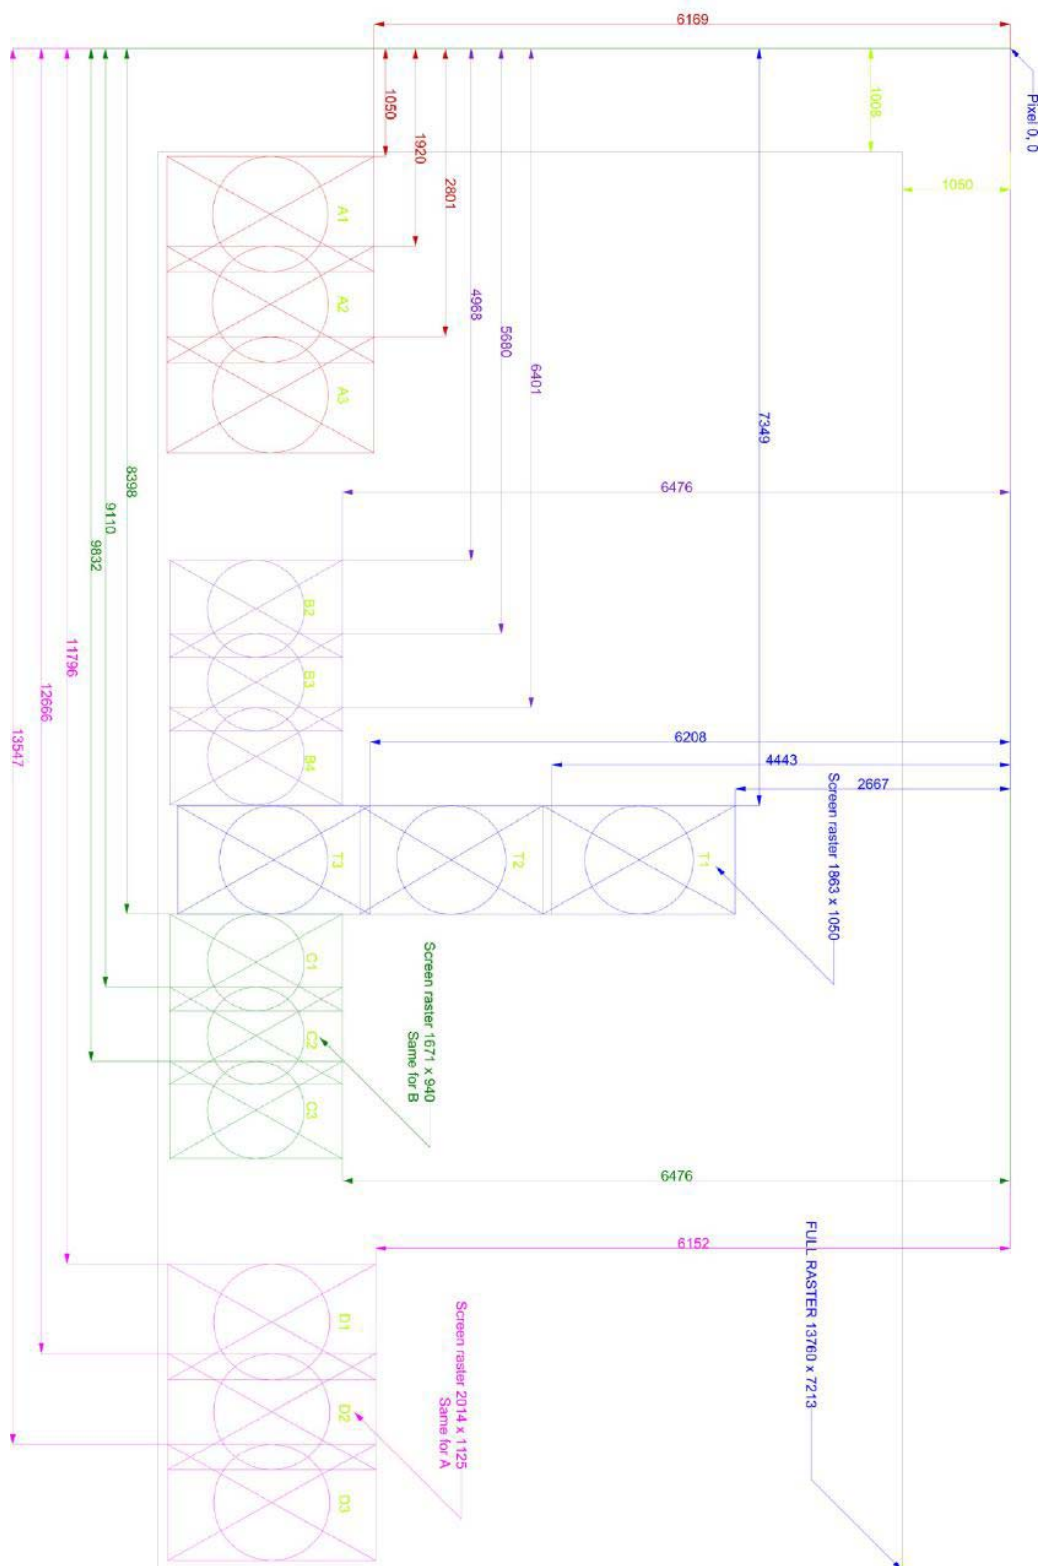 6169
Pixel 0, 0
1008
1050
1050
1920
2801
A1
A2
A3
4968
5680
6401
7349
6476
B2
B3
B4
6208
4443
2667
T3
T2
T1
Screen raster 1863 x 1050
8398
9110
9832
C1
C2
C3
Screen raster 1671 x 940
Same for B
6476
6152
11796
12666
13547
D1
D2
D3
Screen raster 2014 x 1125
Same for A
FULL RASTER 13760 x 7213